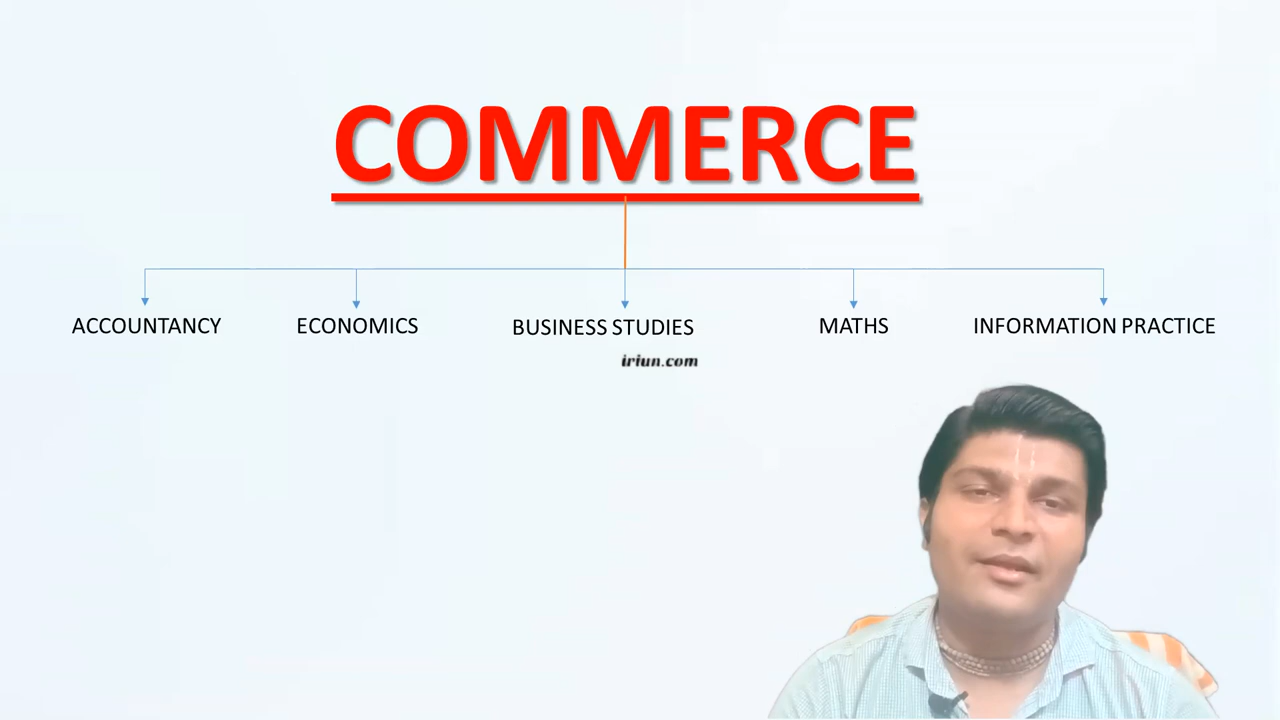 COMMERCE
ACCOUNTANCY
ECONOMICS
BUSINESS STUDIES
MATHS
INFORMATION PRACTICE
iriun.com